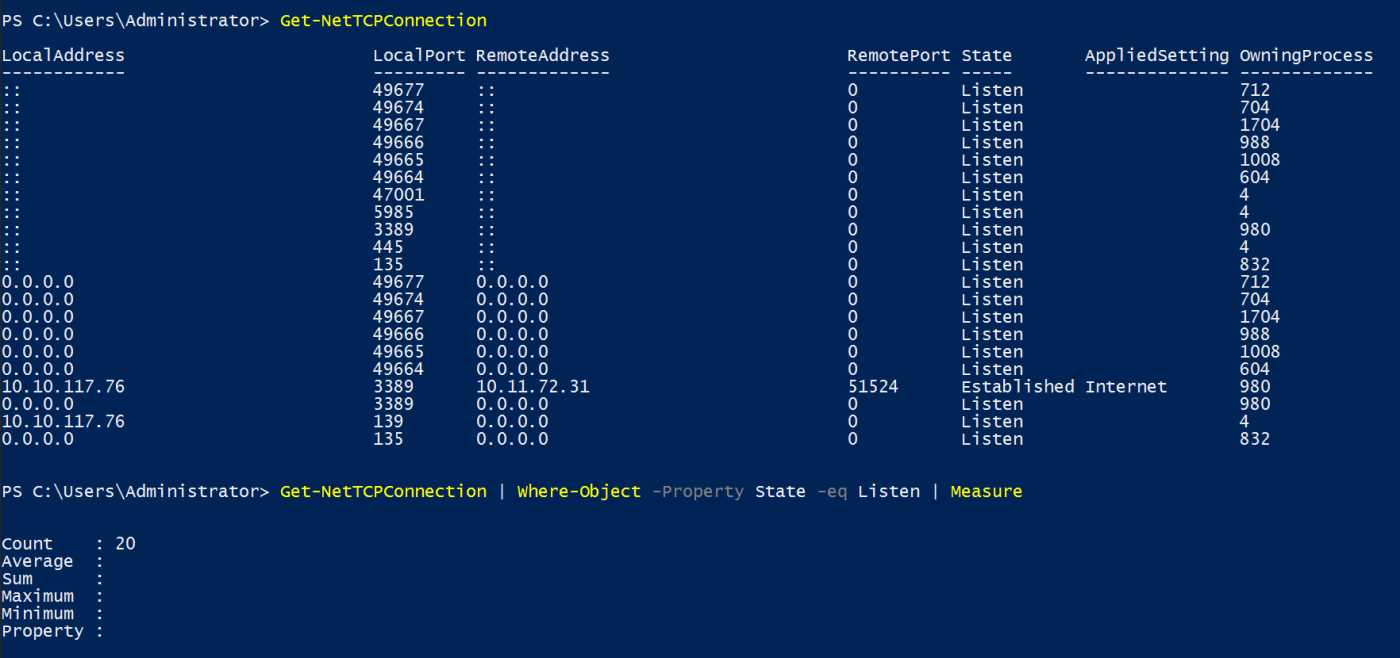 PS C:\Users\Administrator> Get-NetTCPConnection
LocalAddress                        LocalPort RemoteAddress                       RemotePort State       AppliedSetting OwningProcess
------------                        --------- -------------                       ---------- -----       -------------- -------------
::                                  49677     ::                                  0          Listen                     712
::                                  49674     ::                                  0          Listen                     704
::                                  49667     ::                                  0          Listen                     1704
::                                  49666     ::                                  0          Listen                     988
::                                  49665     ::                                  0          Listen                     1008
::                                  49664     ::                                  0          Listen                     604
::                                  47001     ::                                  0          Listen                     4
::                                  5985      ::                                  0          Listen                     4
::                                  3389      ::                                  0          Listen                     980
::                                  445       ::                                  0          Listen                     4
::                                  135       ::                                  0          Listen                     832
0.0.0.0                             49677     0.0.0.0                             0          Listen                     712
0.0.0.0                             49674     0.0.0.0                             0          Listen                     704
0.0.0.0                             49667     0.0.0.0                             0          Listen                     1704
0.0.0.0                             49666     0.0.0.0                             0          Listen                     988
0.0.0.0                             49665     0.0.0.0                             0          Listen                     1008
0.0.0.0                             49664     0.0.0.0                             0          Listen                     604
10.10.117.76                        3389      10.11.72.31                         51524      Established Internet       980
0.0.0.0                             3389      0.0.0.0                             0          Listen                     980
10.10.117.76                        139       0.0.0.0                             0          Listen                     4
0.0.0.0                             135       0.0.0.0                             0          Listen                     832
PS C:\Users\Administrator> Get-NetTCPConnection | Where-Object -Property State -eq Listen | Measure
Count    : 20
Average  :
Sum      :
Maximum  :
Minimum  :
Property :